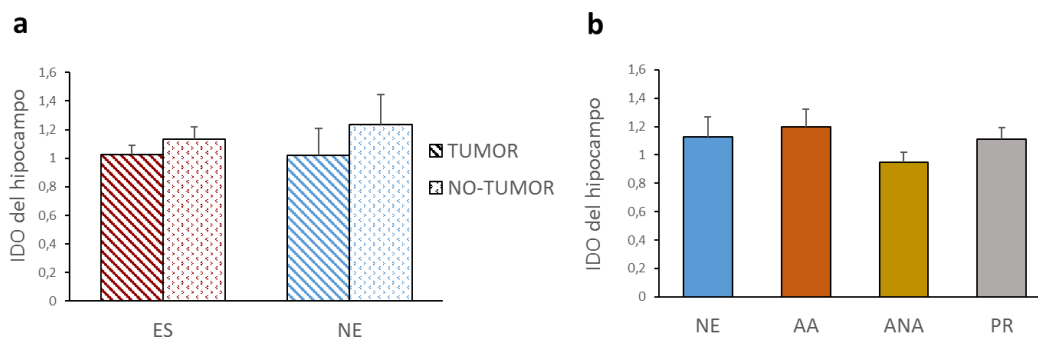 a
IDO del hipocampo
1,6
1,4
1,2
1
0,8
0,6
0,4
0,2
0
ES
NE
TUMOR
NO-TUMOR
b
IDO del hipocampo
1,6
1,4
1,2
1
0,8
0,6
0,4
0,2
0
NE
AA
ANA
PR